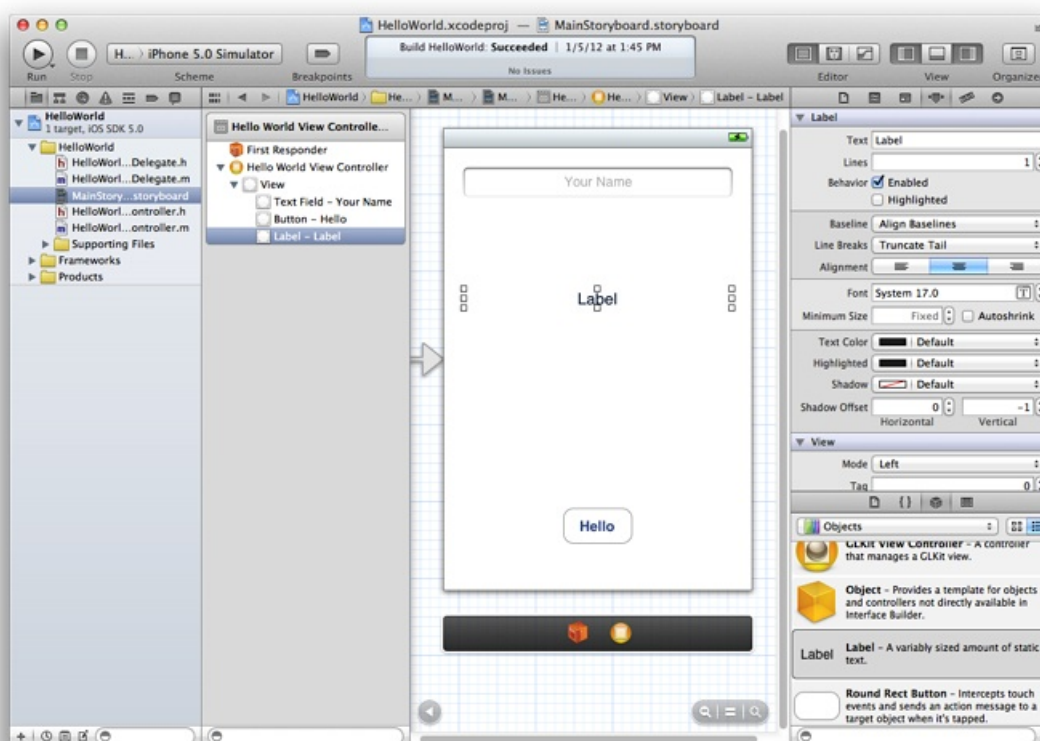 HelloWorld.xcodeproj — MainStoryboard.storyboard
H... › iPhone 5.0 Simulator
Build HelloWorld: Succeeded | 1/5/12 at 1:45 PM
No Issues
Run Stop Scheme Breakpoints Editor View Organize
HelloWorld He... M... M... He... He... View Label – Label
HelloWorld
1 target, iOS SDK 5.0
HelloWorld
HelloWorl...Delegate.h
HelloWorl...Delegate.m
MainStory...storyboard
HelloWorl...ontroller.h
HelloWorl...ontroller.m
Supporting Files
Frameworks
Products
Hello World View Controlle...
First Responder
Hello World View Controller
View
Text Field – Your Name
Button – Hello
Label – Label
Your Name
Label
Hello
Label
Text Label
Lines 1
Behavior Enabled
Highlighted
Baseline Align Baselines
Line Breaks Truncate Tail
Alignment
Font System 17.0
Minimum Size Fixed Autoshrink
Text Color Default
Highlighted Default
Shadow Default
Shadow Offset 0 -1
Horizontal Vertical
View
Mode Left
Tag 0
Objects
GLKit View Controller – A controller
that manages a GLKit view.
Object – Provides a template for objects
and controllers not directly available in
Interface Builder.
Label
Label – A variably sized amount of static
text.
Round Rect Button – Intercepts touch
events and sends an action message to a
target object when it's tapped.